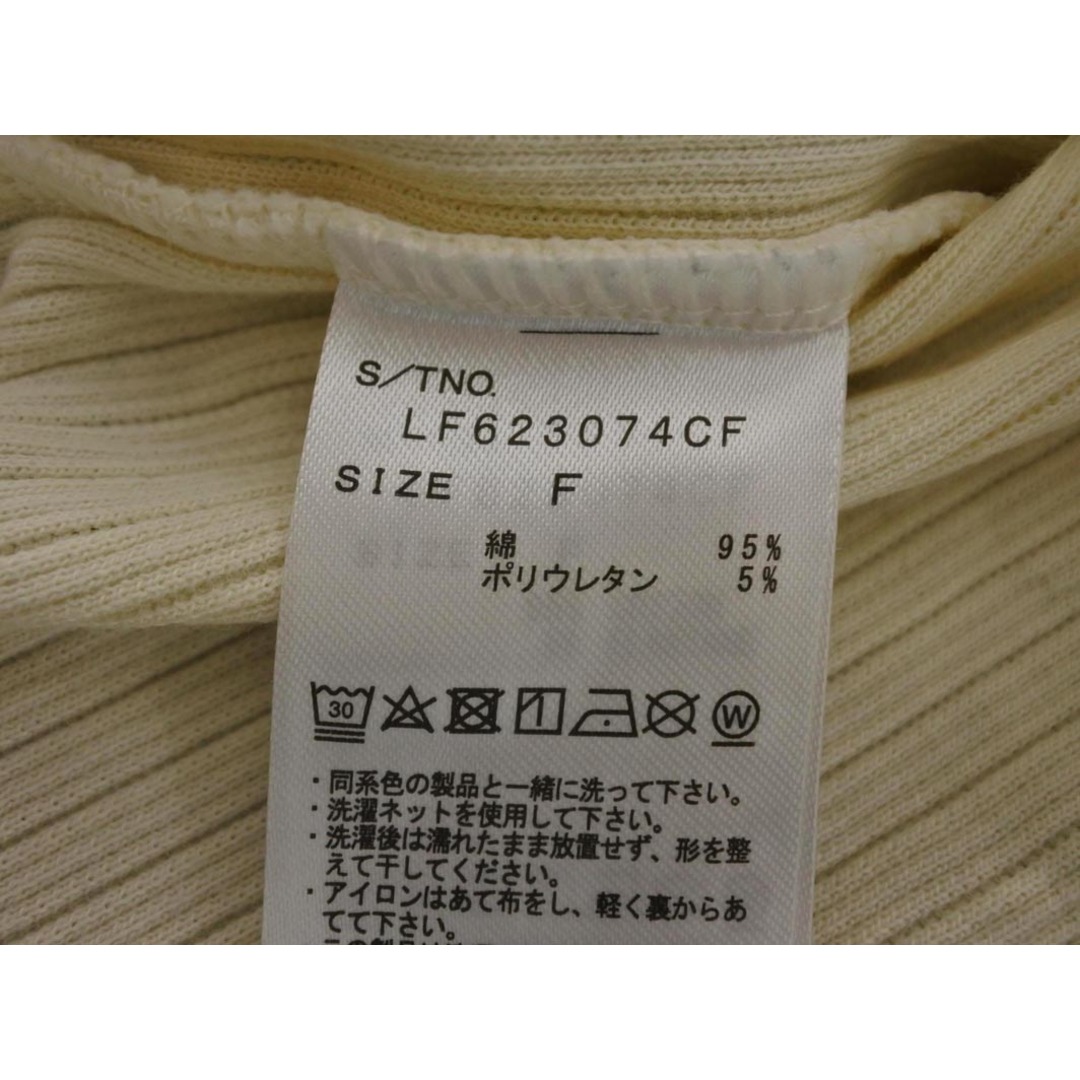 S/TNO.
LF623074CF
SIZE F
綿 95%
ポリウレタン 5%
30 W
・同系色の製品と一緒に洗って下さい。
・洗濯ネットを使用して下さい。
・洗濯後は濡れたまま放置せず、形を整
えて干してください。
・アイロンはあて布をし、軽く裏からあ
てて下さい。